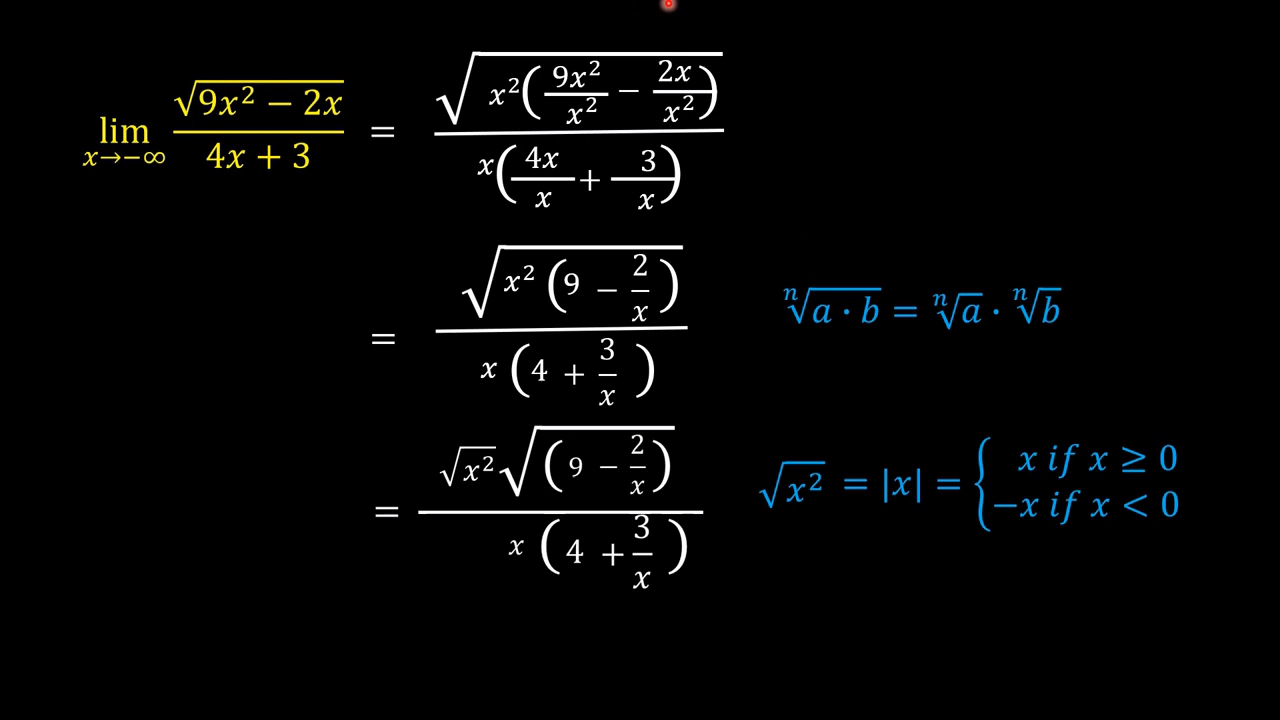 lim x→−∞ √(9x² − 2x) / (4x + 3) = √(x²(9x²/x² − 2x/x²)) / x(4x/x + 3/x)
= √(x² (9 − 2/x)) / x (4 + 3/x)
ⁿ√(a · b) = ⁿ√a · ⁿ√b
= √x² √((9 − 2/x)) / x (4 + 3/x)
√x² = |x| = { x if x ≥ 0
−x if x < 0